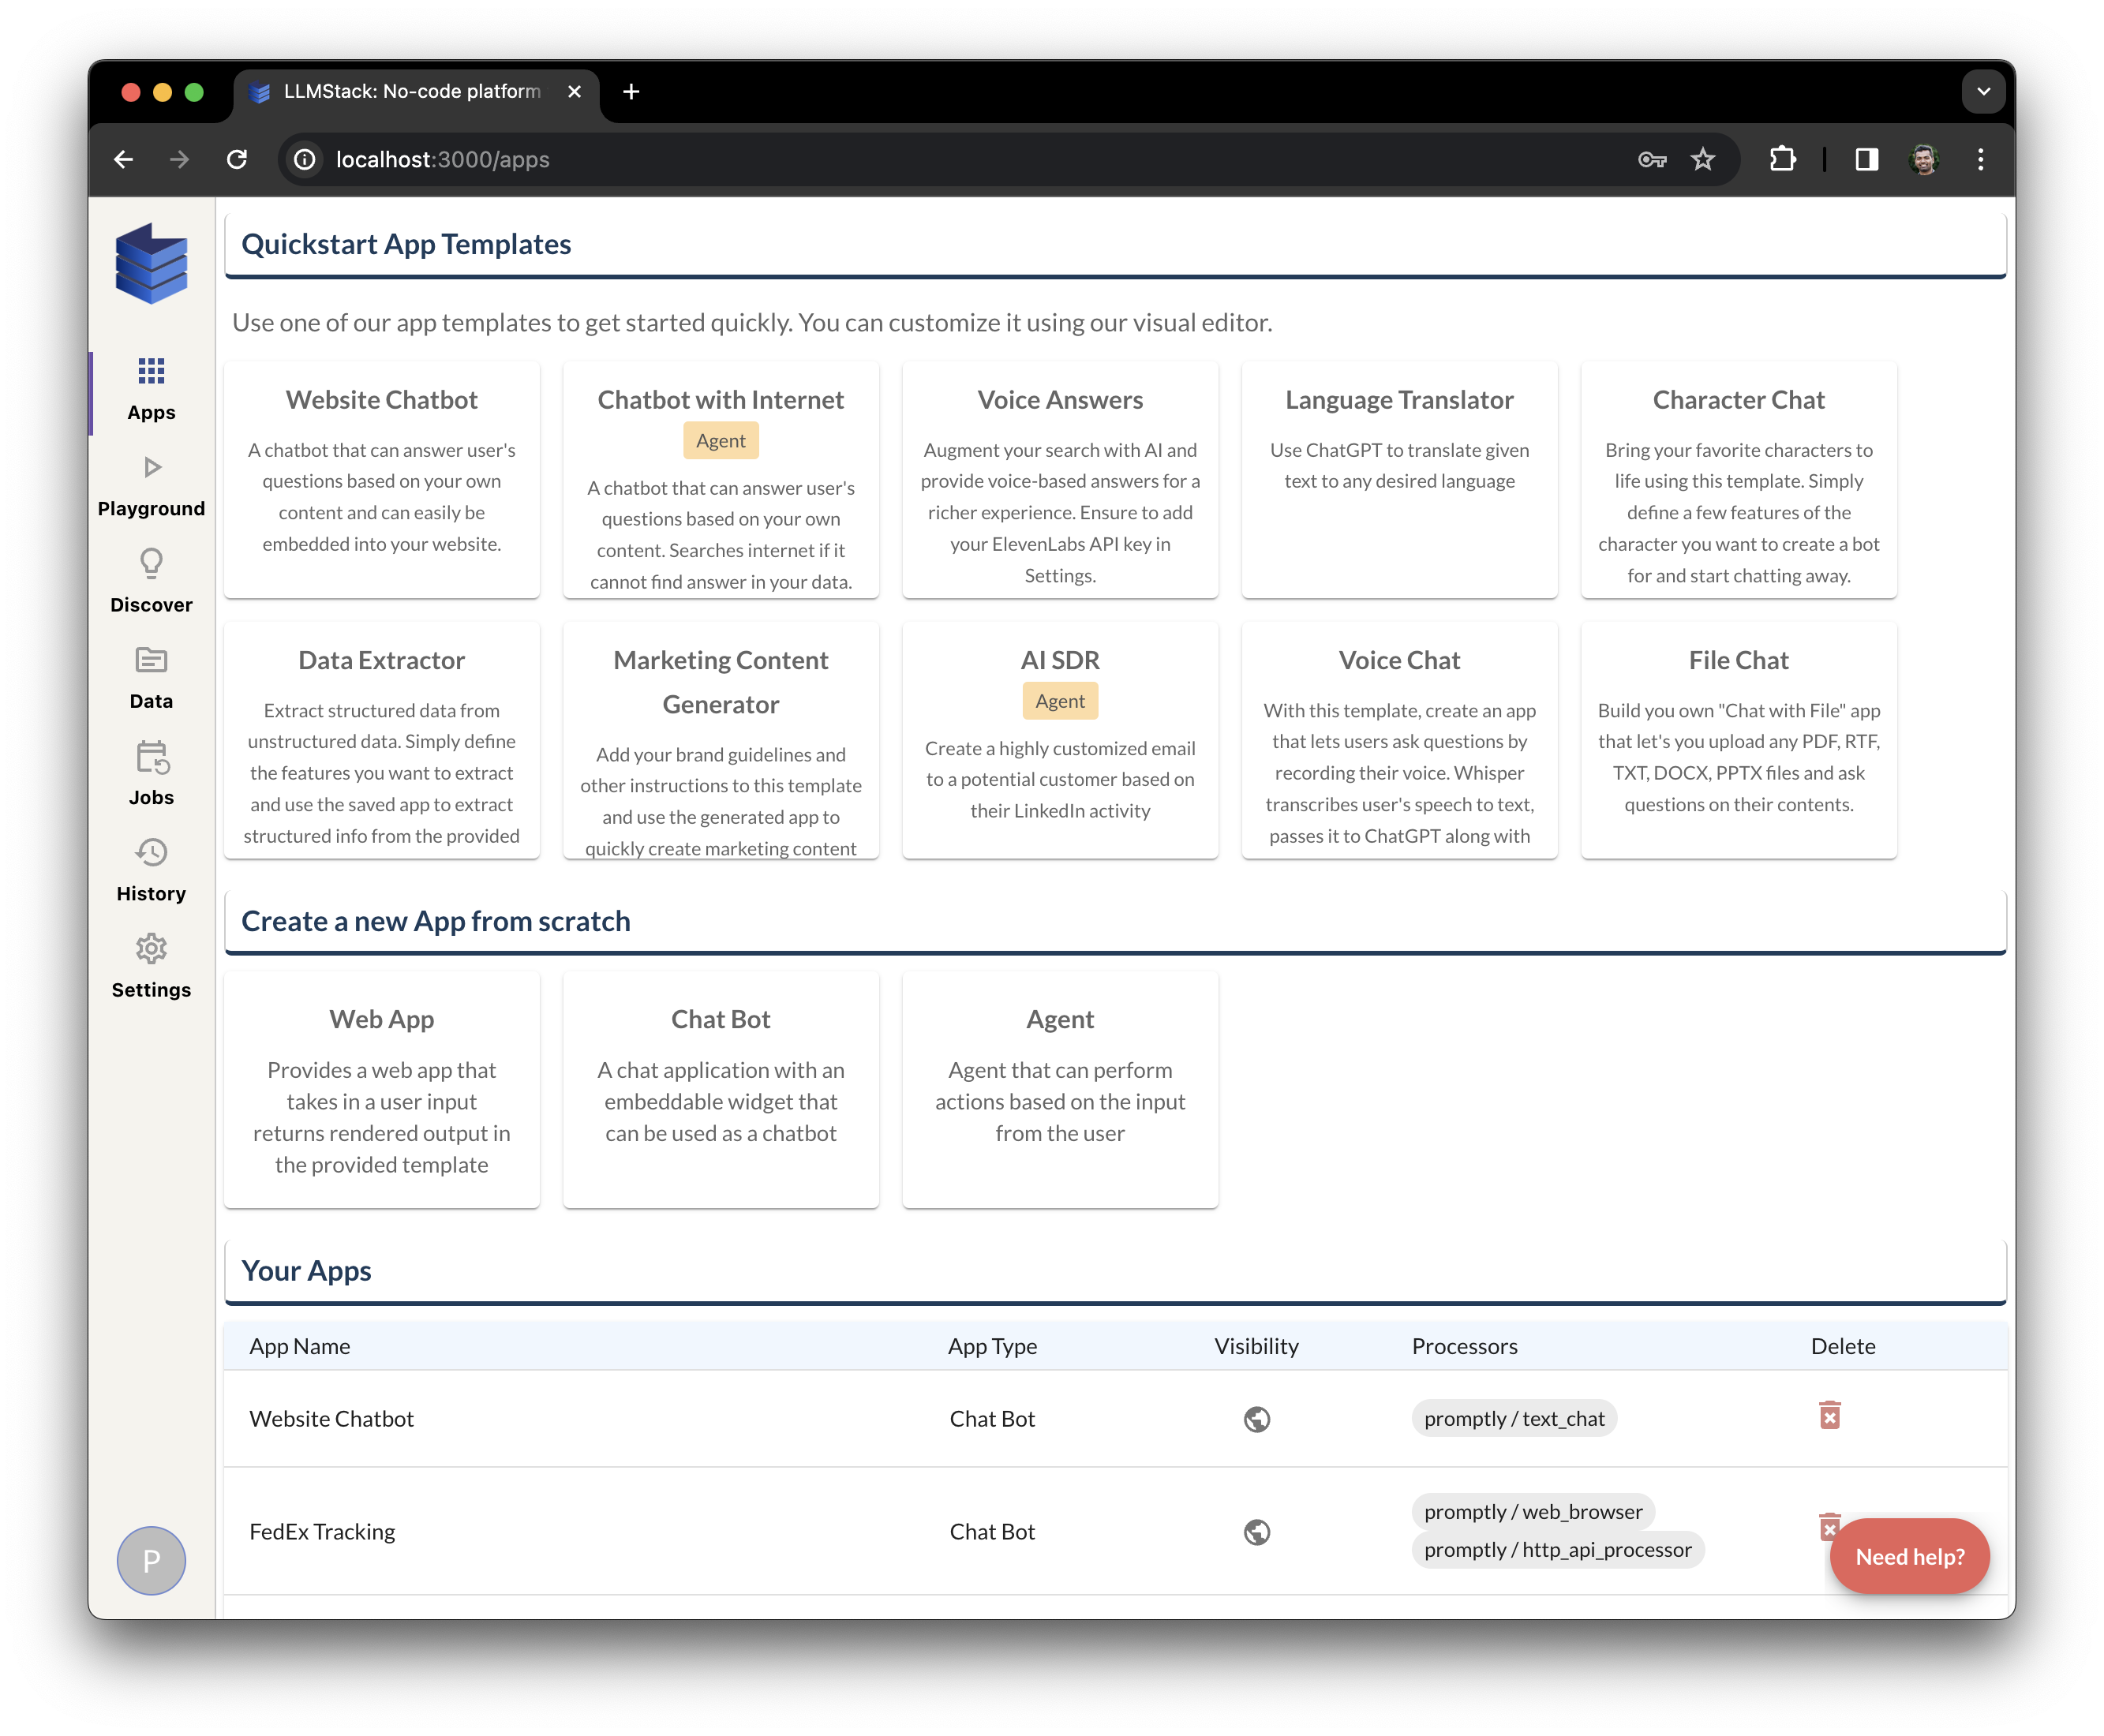 LLMStack: No-code platform
localhost:3000/apps
Quickstart App Templates
Use one of our app templates to get started quickly. You can customize it using our visual editor.
Website Chatbot
A chatbot that can answer user's
questions based on your own
content and can easily be
embedded into your website.
Chatbot with Internet
Agent
A chatbot that can answer user's
questions based on your own
content. Searches internet if it
cannot find answer in your data.
Voice Answers
Augment your search with AI and
provide voice-based answers for a
richer experience. Ensure to add
your ElevenLabs API key in
Settings.
Language Translator
Use ChatGPT to translate given
text to any desired language
Character Chat
Bring your favorite characters to
life using this template. Simply
define a few features of the
character you want to create a bot
for and start chatting away.
Data Extractor
Extract structured data from
unstructured data. Simply define
the features you want to extract
and use the saved app to extract
structured info from the provided
Marketing Content
Generator
Add your brand guidelines and
other instructions to this template
and use the generated app to
quickly create marketing content
AI SDR
Agent
Create a highly customized email
to a potential customer based on
their LinkedIn activity
Voice Chat
With this template, create an app
that lets users ask questions by
recording their voice. Whisper
transcribes user's speech to text,
passes it to ChatGPT along with
File Chat
Build you own "Chat with File" app
that let's you upload any PDF, RTF,
TXT, DOCX, PPTX files and ask
questions on their contents.
Create a new App from scratch
Web App
Provides a web app that
takes in a user input
returns rendered output in
the provided template
Chat Bot
A chat application with an
embeddable widget that
can be used as a chatbot
Agent
Agent that can perform
actions based on the input
from the user
Your Apps
App Name App Type Visibility Processors Delete
Website Chatbot Chat Bot promptly / text_chat
FedEx Tracking Chat Bot promptly / web_browser
promptly / http_api_processor
Need help?
Apps
Playground
Discover
Data
Jobs
History
Settings
P